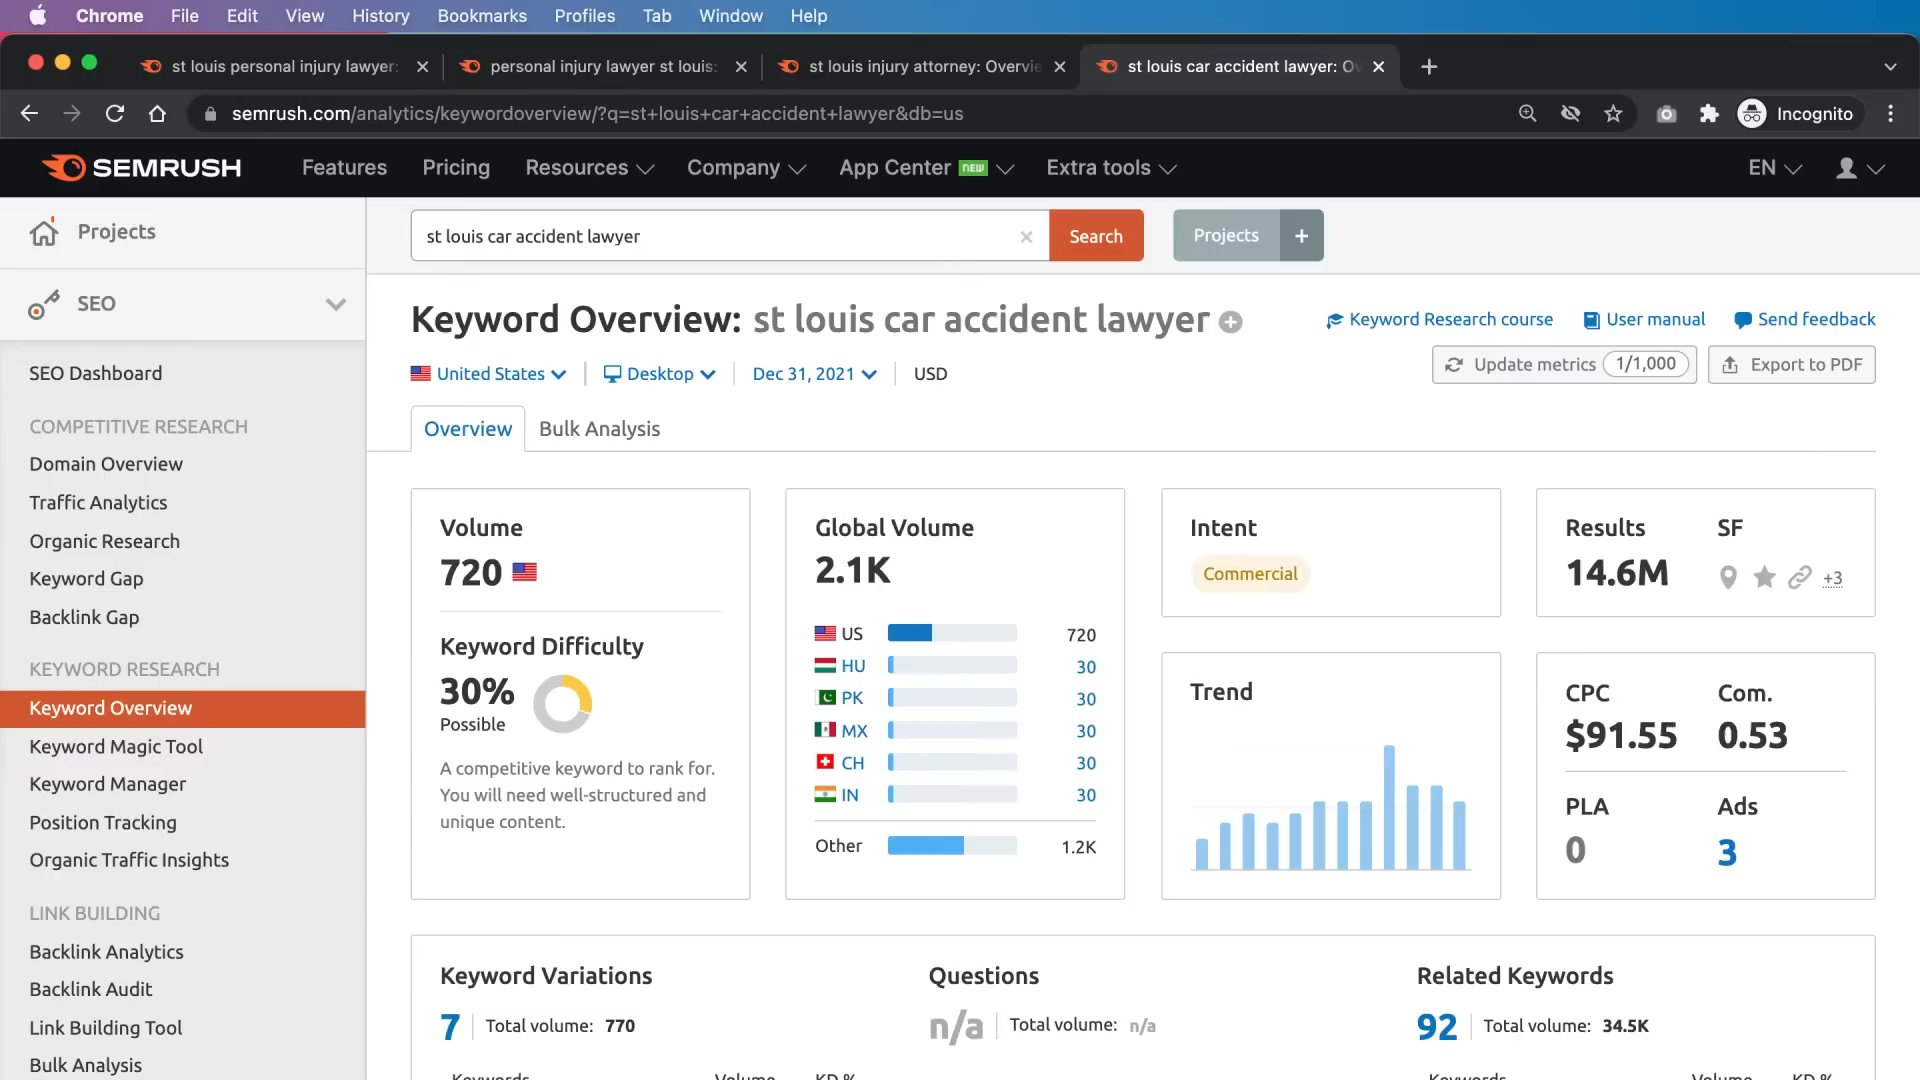 Chrome File Edit View History Bookmarks Profiles Tab Window Help
st louis personal injury lawyer: personal injury lawyer st louis: st louis injury attorney: Overvie st louis car accident lawyer: Ov
semrush.com/analytics/keywordoverview/?q=st+louis+car+accident+lawyer&db=us Incognito
SEMRUSH Features Pricing Resources Company App Center NEW Extra tools EN
Projects
SEO
SEO Dashboard
COMPETITIVE RESEARCH
Domain Overview
Traffic Analytics
Organic Research
Keyword Gap
Backlink Gap
KEYWORD RESEARCH
Keyword Overview
Keyword Magic Tool
Keyword Manager
Position Tracking
Organic Traffic Insights
LINK BUILDING
Backlink Analytics
Backlink Audit
Link Building Tool
Bulk Analysis
st louis car accident lawyer Search Projects +
Keyword Overview: st louis car accident lawyer
Keyword Research course User manual Send feedback
United States Desktop Dec 31, 2021 USD
Update metrics 1/1,000 Export to PDF
Overview Bulk Analysis
Volume
720
Keyword Difficulty
30%
Possible
A competitive keyword to rank for.
You will need well-structured and
unique content.
Global Volume
2.1K
US 720
HU 30
PK 30
MX 30
CH 30
IN 30
Other 1.2K
Intent
Commercial
Trend
Results SF
14.6M +3
CPC Com.
$91.55 0.53
PLA Ads
0 3
Keyword Variations
7 Total volume: 770
Keywords Volume KD %
Questions
n/a Total volume: n/a
Related Keywords
92 Total volume: 34.5K
Keywords Volume KD %